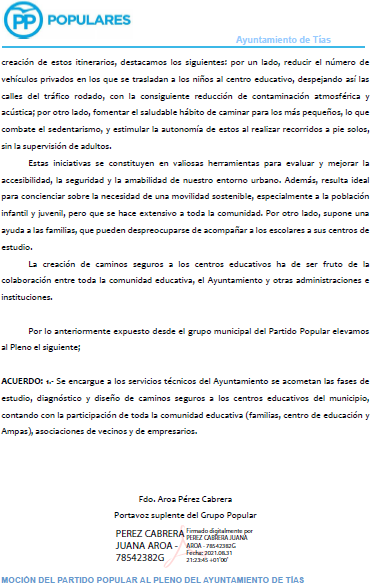 PP POPULARES
Ayuntamiento de Tías
creación de estos itinerarios, destacamos los siguientes: por un lado, reducir el número de
vehículos privados en los que se trasladan a los niños al centro educativo, despejando así las
calles del tráfico rodado, con la consiguiente reducción de contaminación atmosférica y
acústica; por otro lado, fomentar el saludable hábito de caminar para los más pequeños, lo que
combate el sedentarismo, y estimular la autonomía de estos al realizar recorridos a pie solos,
sin la supervisión de adultos.
Estas iniciativas se constituyen en valiosas herramientas para evaluar y mejorar la
accesibilidad, la seguridad y la amabilidad de nuestro entorno urbano. Además, resulta ideal
para concienciar sobre la necesidad de una movilidad sostenible, especialmente a la población
infantil y juvenil, pero que se hace extensivo a toda la comunidad. Por otro lado, supone una
ayuda a las familias, que pueden despreocuparse de acompañar a los escolares a sus centros de
estudio.
La creación de caminos seguros a los centros educativos ha de ser fruto de la
colaboración entre toda la comunidad educativa, el Ayuntamiento y otras administraciones e
instituciones.
Por lo anteriormente expuesto desde el grupo municipal del Partido Popular elevamos
al Pleno el siguiente;
ACUERDO: 1.- Se encargue a los servicios técnicos del Ayuntamiento se acometan las fases de
estudio, diagnóstico y diseño de caminos seguros a los centros educativos del municipio,
contando con la participación de toda la comunidad educativa (familias, centro de educación y
Ampas), asociaciones de vecinos y de empresarios.
Fdo. Aroa Pérez Cabrera
Portavoz suplente del Grupo Popular
PEREZ CABRERA
JUANA AROA -
78542382G
Firmado digitalmente por
PEREZ CABRERA JUANA
AROA - 78542382G
Fecha: 2021.08.31
21:23:45 +01'00'
MOCIÓN DEL PARTIDO POPULAR AL PLENO DEL AYUNTAMIENTO DE TÍAS